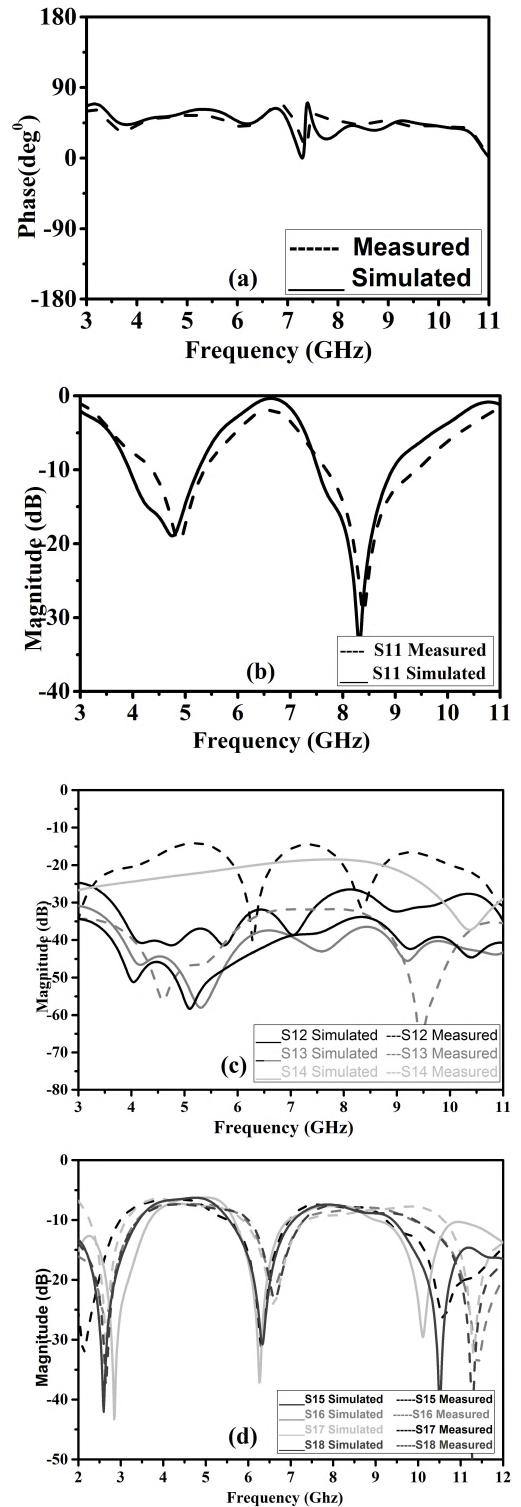 180
90
0
-90
-180
Phase(deg⁰)
Measured
Simulated
(a)
3 4 5 6 7 8 9 10 11
Frequency (GHz)
0
-10
-20
-30
-40
Magnitude (dB)
S11 Measured
S11 Simulated
(b)
3 4 5 6 7 8 9 10 11
Frequency (GHz)
0
-10
-20
-30
-40
-50
-60
-70
-80
Magnitude (dB)
S12 Simulated S12 Measured
S13 Simulated S13 Measured
S14 Simulated S14 Measured
(c)
3 4 5 6 7 8 9 10 11
Frequency (GHz)
0
-10
-20
-30
-40
-50
Magnitude (dB)
S15 Simulated S15 Measured
S16 Simulated S16 Measured
S17 Simulated S17 Measured
S18 Simulated S18 Measured
(d)
2 3 4 5 6 7 8 9 10 11 12
Frequency (Ghz)